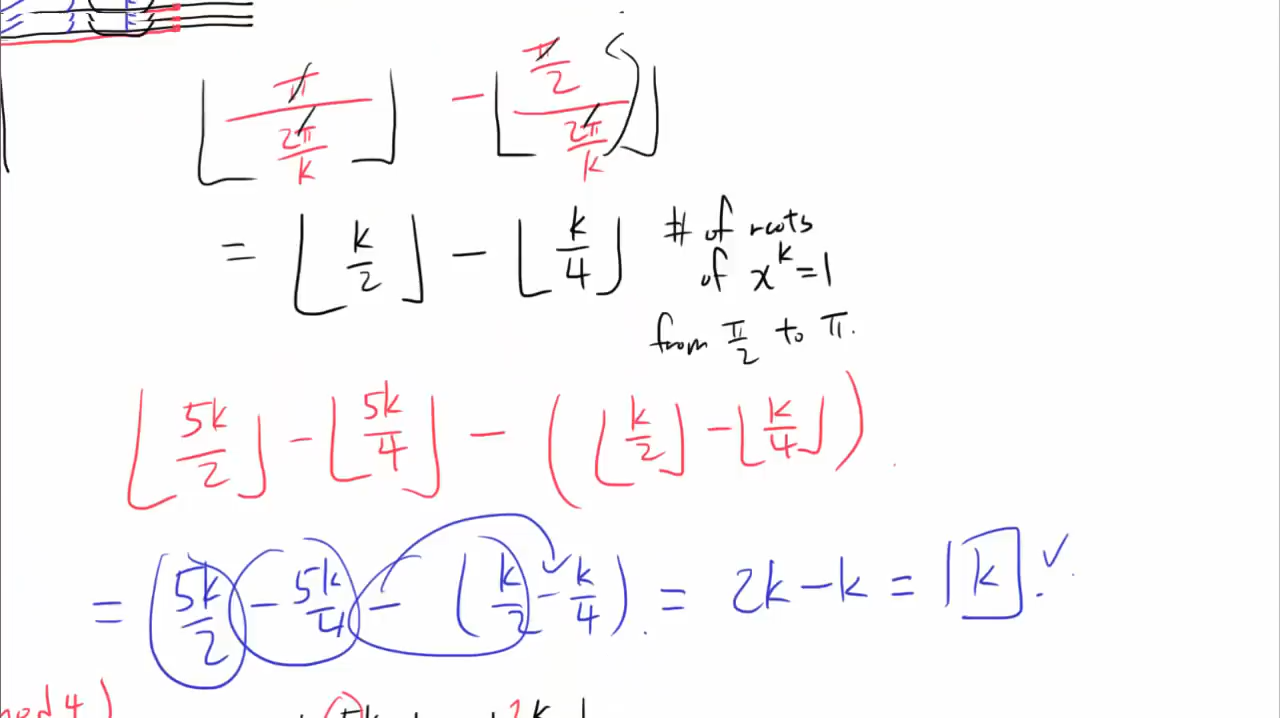 ⌊π/(2π/k)⌋ − ⌊(π/2)/(2π/k)⌋
= ⌊k/2⌋ − ⌊k/4⌋ # of roots
of x^k = 1
from π/2 to π.
⌊5k/2⌋ − ⌊5k/4⌋ − (⌊k/2⌋ − ⌊k/4⌋)
= (5k/2 − 5k/4 − (k/2 − k/4) = 2k − k = k. ✓
4)